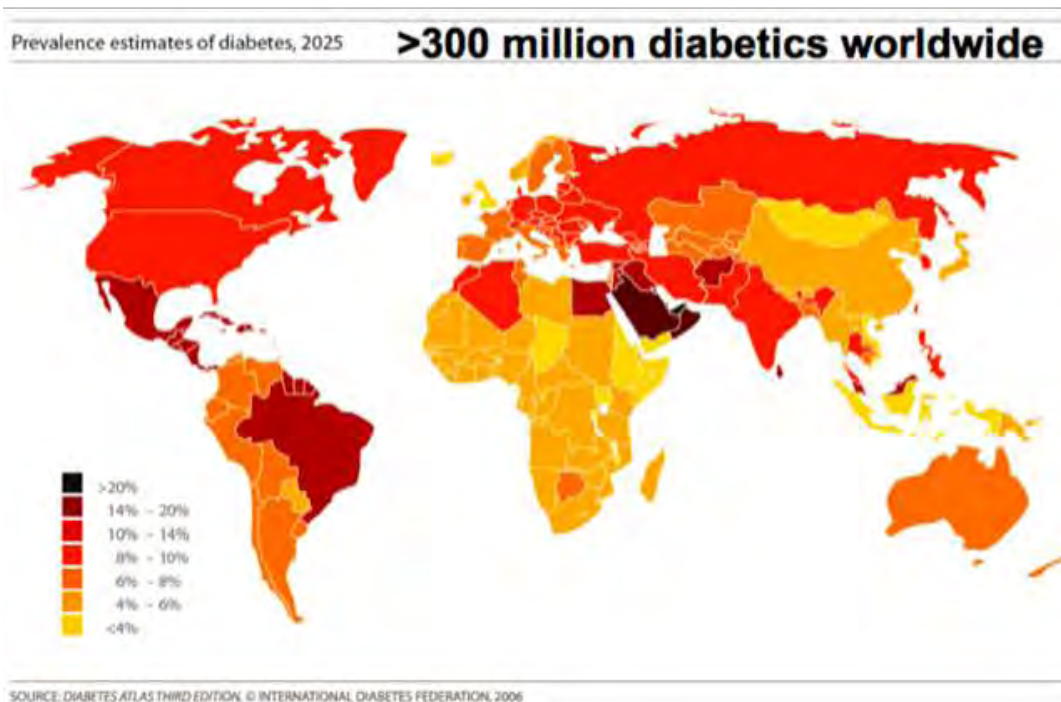 Prevalence estimates of diabetes, 2025
>300 million diabetics worldwide
>20%
14% - 20%
10% - 14%
8% - 10%
6% - 8%
4% - 6%
<4%
SOURCE: DIABETES ATLAS THIRD EDITION, © INTERNATIONAL DIABETES FEDERATION, 2006